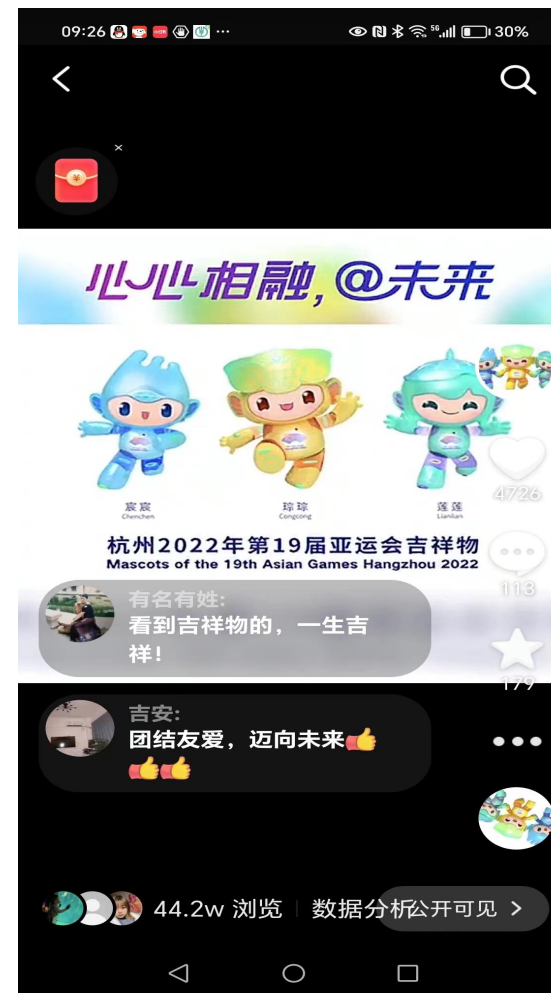 09:26
56
30%
心心相融,@未来
宸宸
Chenchen
琮琮
Congcong
莲莲
Lianlian
杭州2022年第19届亚运会吉祥物
Mascots of the 19th Asian Games Hangzhou 2022
4726
113
179
有名有姓:
看到吉祥物的，一生吉
祥！
吉安:
团结友爱，迈向未来👍
👍👍
44.2w 浏览
数据分析
公开可见 >